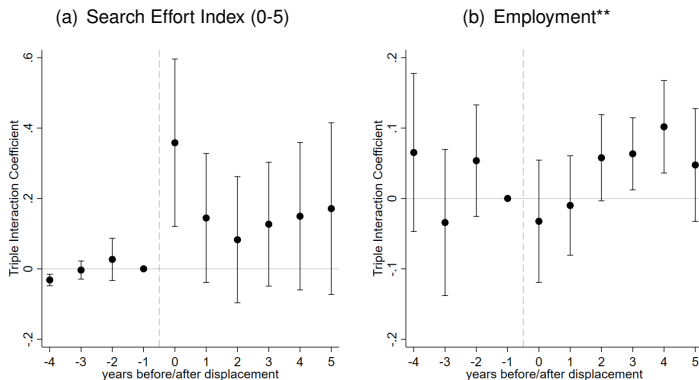 (a) Search Effort Index (0-5)
Triple Interaction Coefficient
.6
.4
.2
0
-.2
-4 -3 -2 -1 0 1 2 3 4 5
years before/after displacement
(b) Employment**
Triple Interaction Coefficient
.2
.1
0
-.1
-.2
-4 -3 -2 -1 0 1 2 3 4 5
years before/after displacement